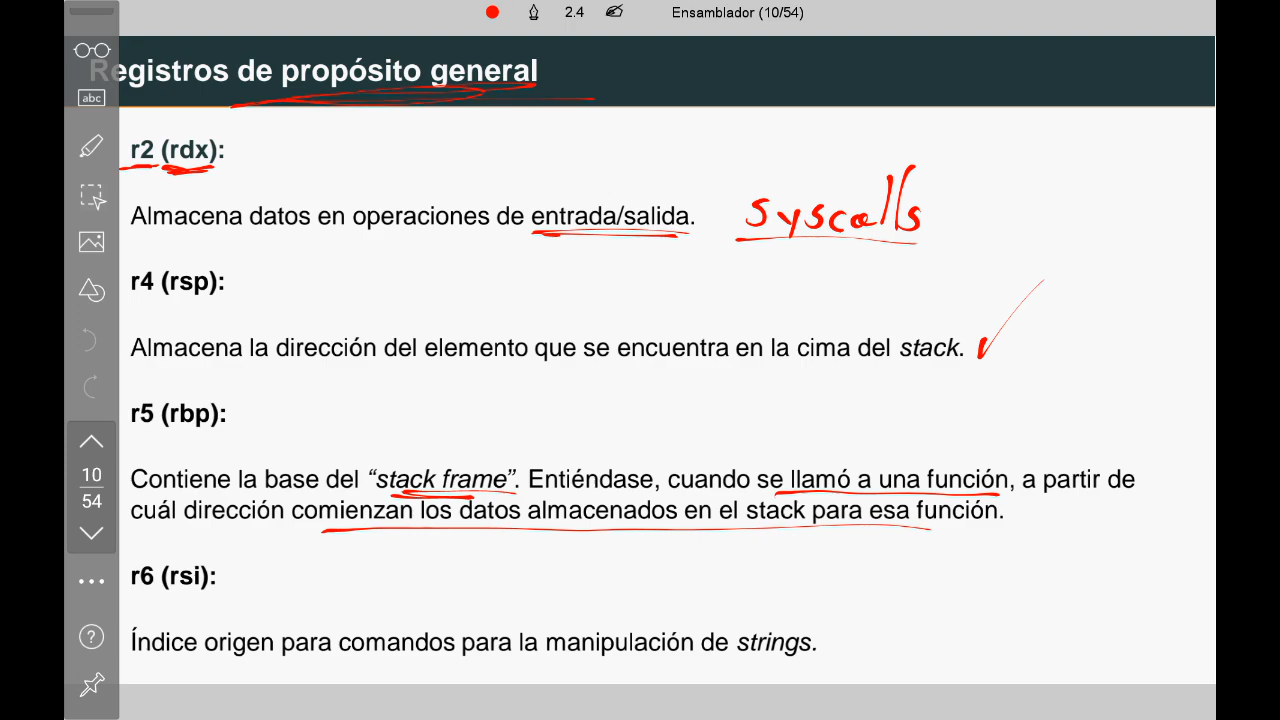 2.4 Ensamblador (10/54)
Registros de propósito general
abc
r2 (rdx):
Almacena datos en operaciones de entrada/salida. syscalls
r4 (rsp):
Almacena la dirección del elemento que se encuentra en la cima del stack.
r5 (rbp):
Contiene la base del “stack frame”. Entiéndase, cuando se llamó a una función, a partir de
cuál dirección comienzan los datos almacenados en el stack para esa función.
10
54
r6 (rsi):
Índice origen para comandos para la manipulación de strings.